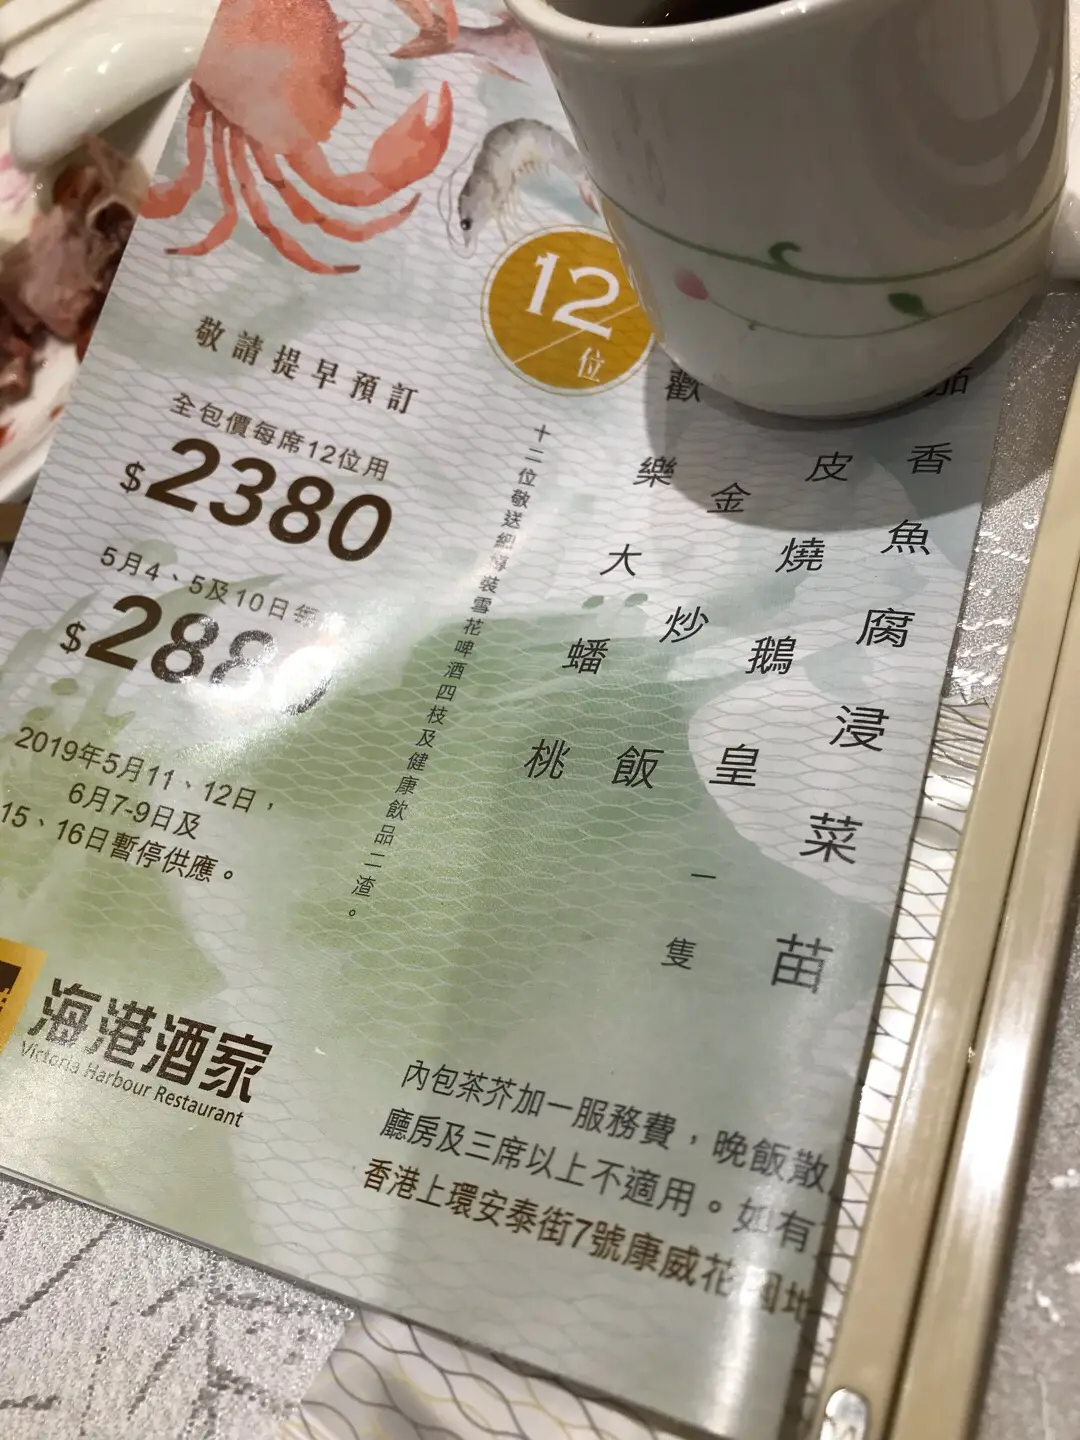 12
位
敬請提早預訂
全包價每席12位用
$2380
5月4、5及10日每
$2880
2019年5月11、12日，
6月7-9日及
15、16日暫停供應。
茄香魚腐浸菜苗
皮燒鵝皇一隻
金炒飯
歡樂大蟠桃
十二位敬送細樽裝雪花啤酒四枝及健康飲品二渣。
海港酒家
Victoria Harbour Restaurant
內包茶芥加一服務費，晚飯散
廳房及三席以上不適用。如有
香港上環安泰街7號康威花園地